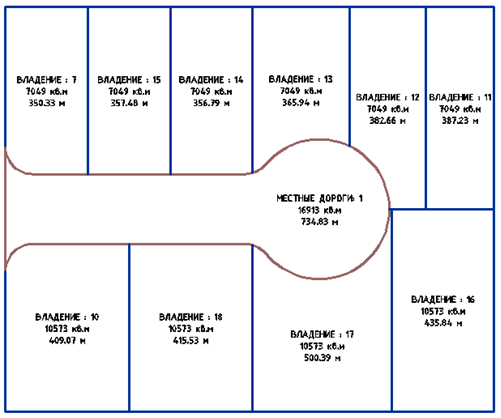 ВЛАДЕНИЕ : 7
7049 кв.м
350.33 м
ВЛАДЕНИЕ : 15
7049 кв.м
357.48 м
ВЛАДЕНИЕ : 14
7049 кв.м
356.79 м
ВЛАДЕНИЕ : 13
7049 кв.м
365.94 м
ВЛАДЕНИЕ : 12
7049 кв.м
382.66 м
ВЛАДЕНИЕ : 11
7049 кв.м
387.23 м
МЕСТНЫЕ ДОРОГИ: 1
16913 кв.м
734.83 м
ВЛАДЕНИЕ : 10
10573 кв.м
409.07 м
ВЛАДЕНИЕ : 18
10573 кв.м
415.53 м
ВЛАДЕНИЕ : 17
10573 кв.м
500.39 м
ВЛАДЕНИЕ : 16
10573 кв.м
435.84 м